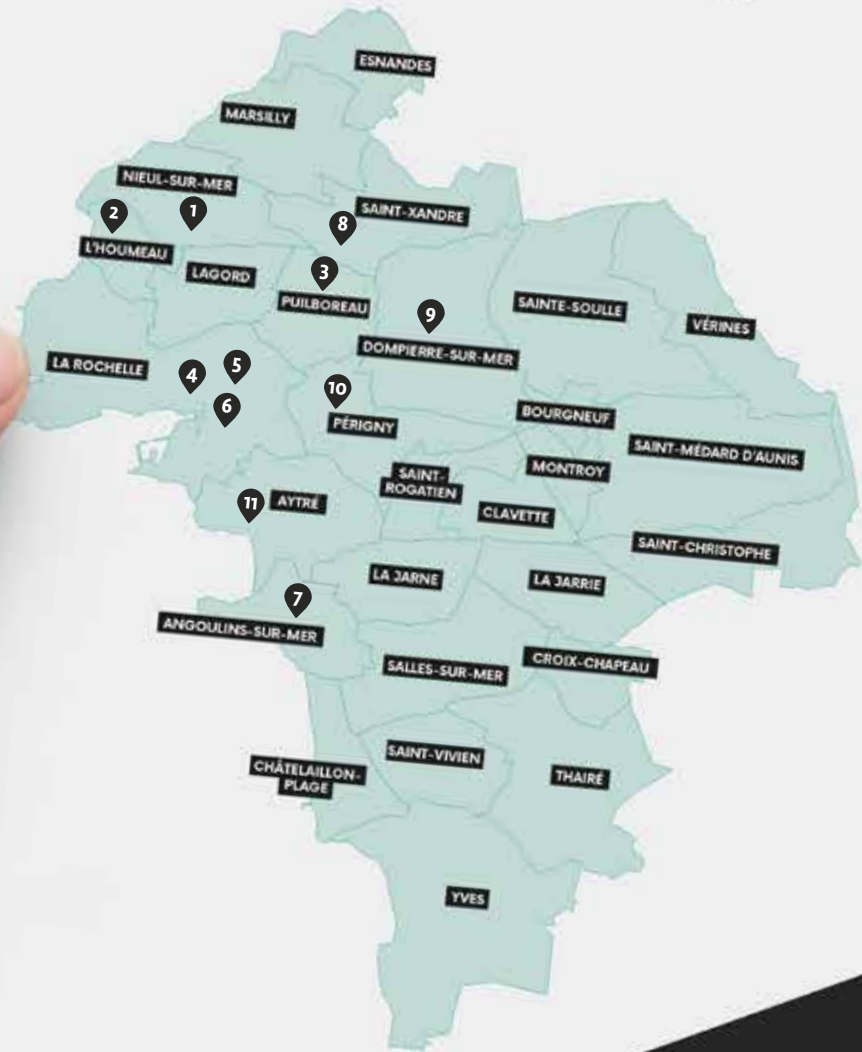 ESNANDES
MARSILLY
NIEUL-SUR-MER
2
1
8
SAINT-XANDRE
L'HOUMEAU
LAGORD
3
PUILBOREAU
9
SAINTE-SOULLE
VÉRINES
DOMPIERRE-SUR-MER
LA ROCHELLE
4
5
6
10
PÉRIGNY
BOURGNEUF
SAINT-MÉDARD D'AUNIS
MONTROY
SAINT-
ROGATIEN
11
AYTRÉ
CLAVETTE
SAINT-CHRISTOPHE
LA JARNE
LA JARRIE
7
ANGOULINS-SUR-MER
SALLES-SUR-MER
CROIX-CHAPEAU
SAINT-VIVIEN
CHÂTELAILLON-
PLAGE
THAIRÉ
YVES